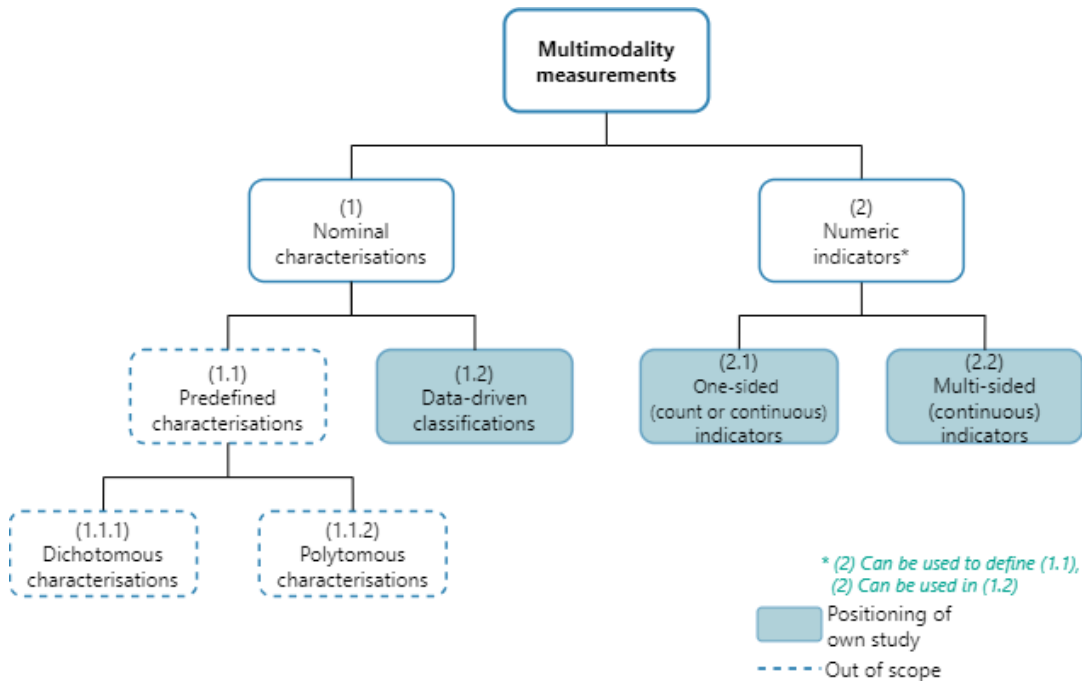 Multimodality
measurements
(1)
Nominal
characterisations
(2)
Numeric
indicators*
(1.1)
Predefined
characterisations
(1.2)
Data-driven
classifications
(2.1)
One-sided
(count or continuous)
indicators
(2.2)
Multi-sided
(continuous)
indicators
(1.1.1)
Dichotomous
characterisations
(1.1.2)
Polytomous
characterisations
* (2) Can be used to define (1.1),
(2) Can be used in (1.2)
Positioning of
own study
Out of scope